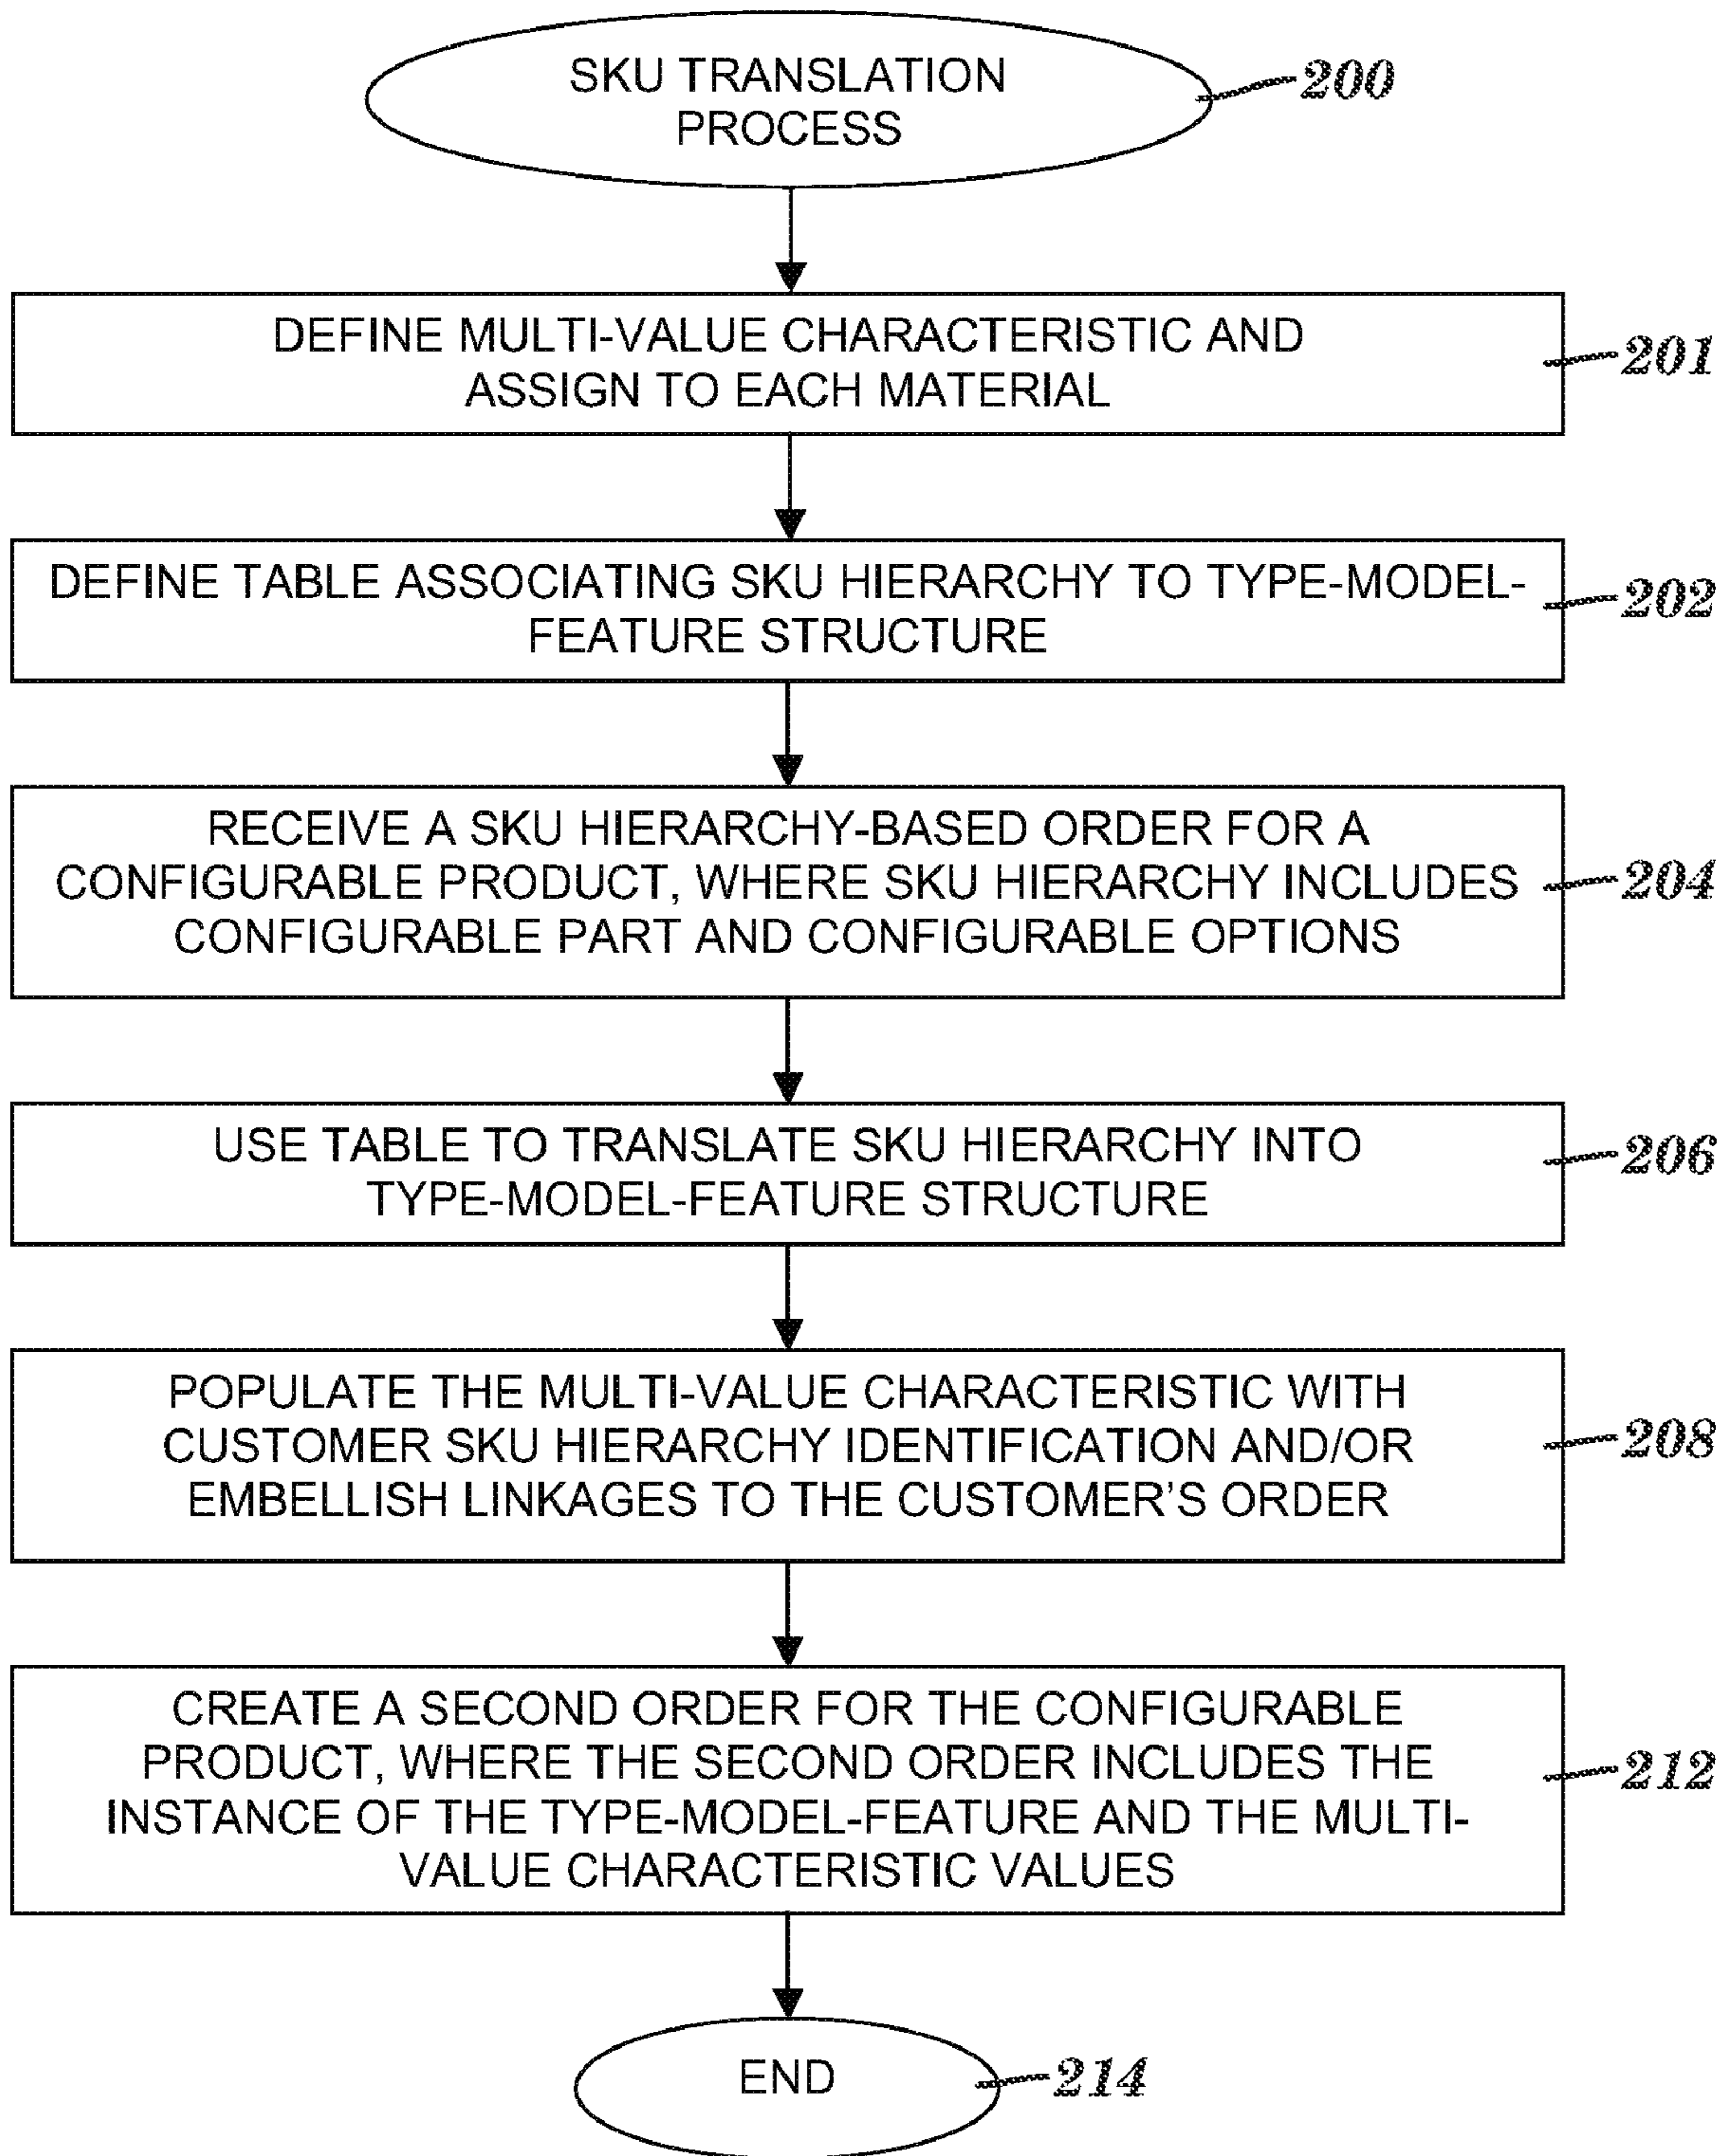 SKU TRANSLATION
PROCESS
200
DEFINE MULTI-VALUE CHARACTERISTIC AND
ASSIGN TO EACH MATERIAL
201
DEFINE TABLE ASSOCIATING SKU HIERARCHY TO TYPE-MODEL-
FEATURE STRUCTURE
202
RECEIVE A SKU HIERARCHY-BASED ORDER FOR A
CONFIGURABLE PRODUCT, WHERE SKU HIERARCHY INCLUDES
CONFIGURABLE PART AND CONFIGURABLE OPTIONS
204
USE TABLE TO TRANSLATE SKU HIERARCHY INTO
TYPE-MODEL-FEATURE STRUCTURE
206
POPULATE THE MULTI-VALUE CHARACTERISTIC WITH
CUSTOMER SKU HIERARCHY IDENTIFICATION AND/OR
EMBELLISH LINKAGES TO THE CUSTOMER'S ORDER
208
CREATE A SECOND ORDER FOR THE CONFIGURABLE
PRODUCT, WHERE THE SECOND ORDER INCLUDES THE
INSTANCE OF THE TYPE-MODEL-FEATURE AND THE MULTI-
VALUE CHARACTERISTIC VALUES
212
END
214